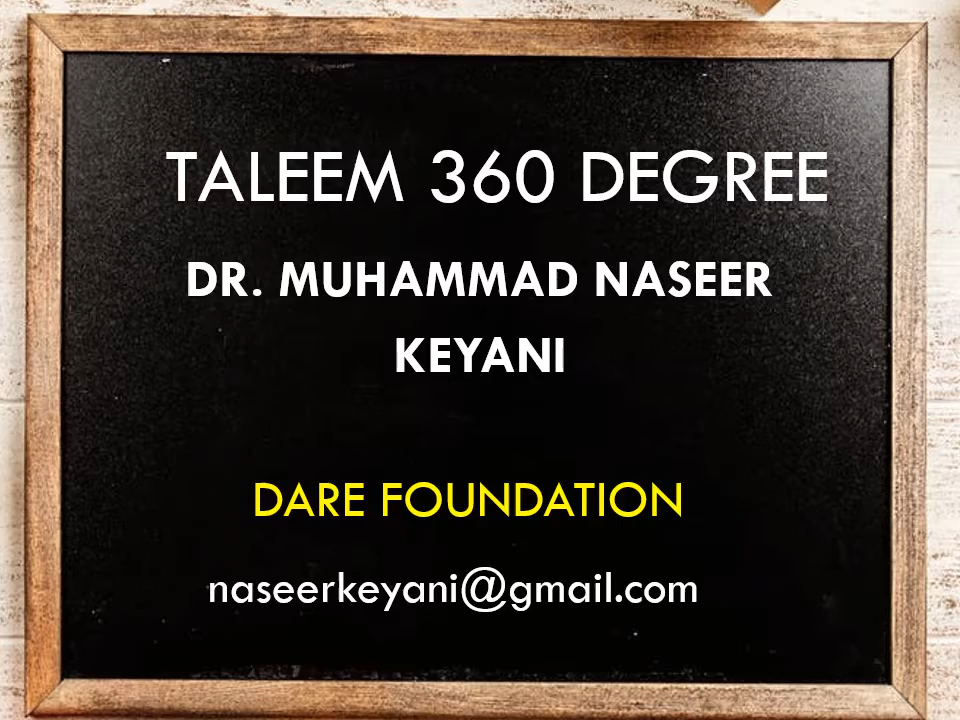 TALEEM 360 DEGREE
DR. MUHAMMAD NASEER
KEYANI
DARE FOUNDATION
naseerkeyani@gmail.com